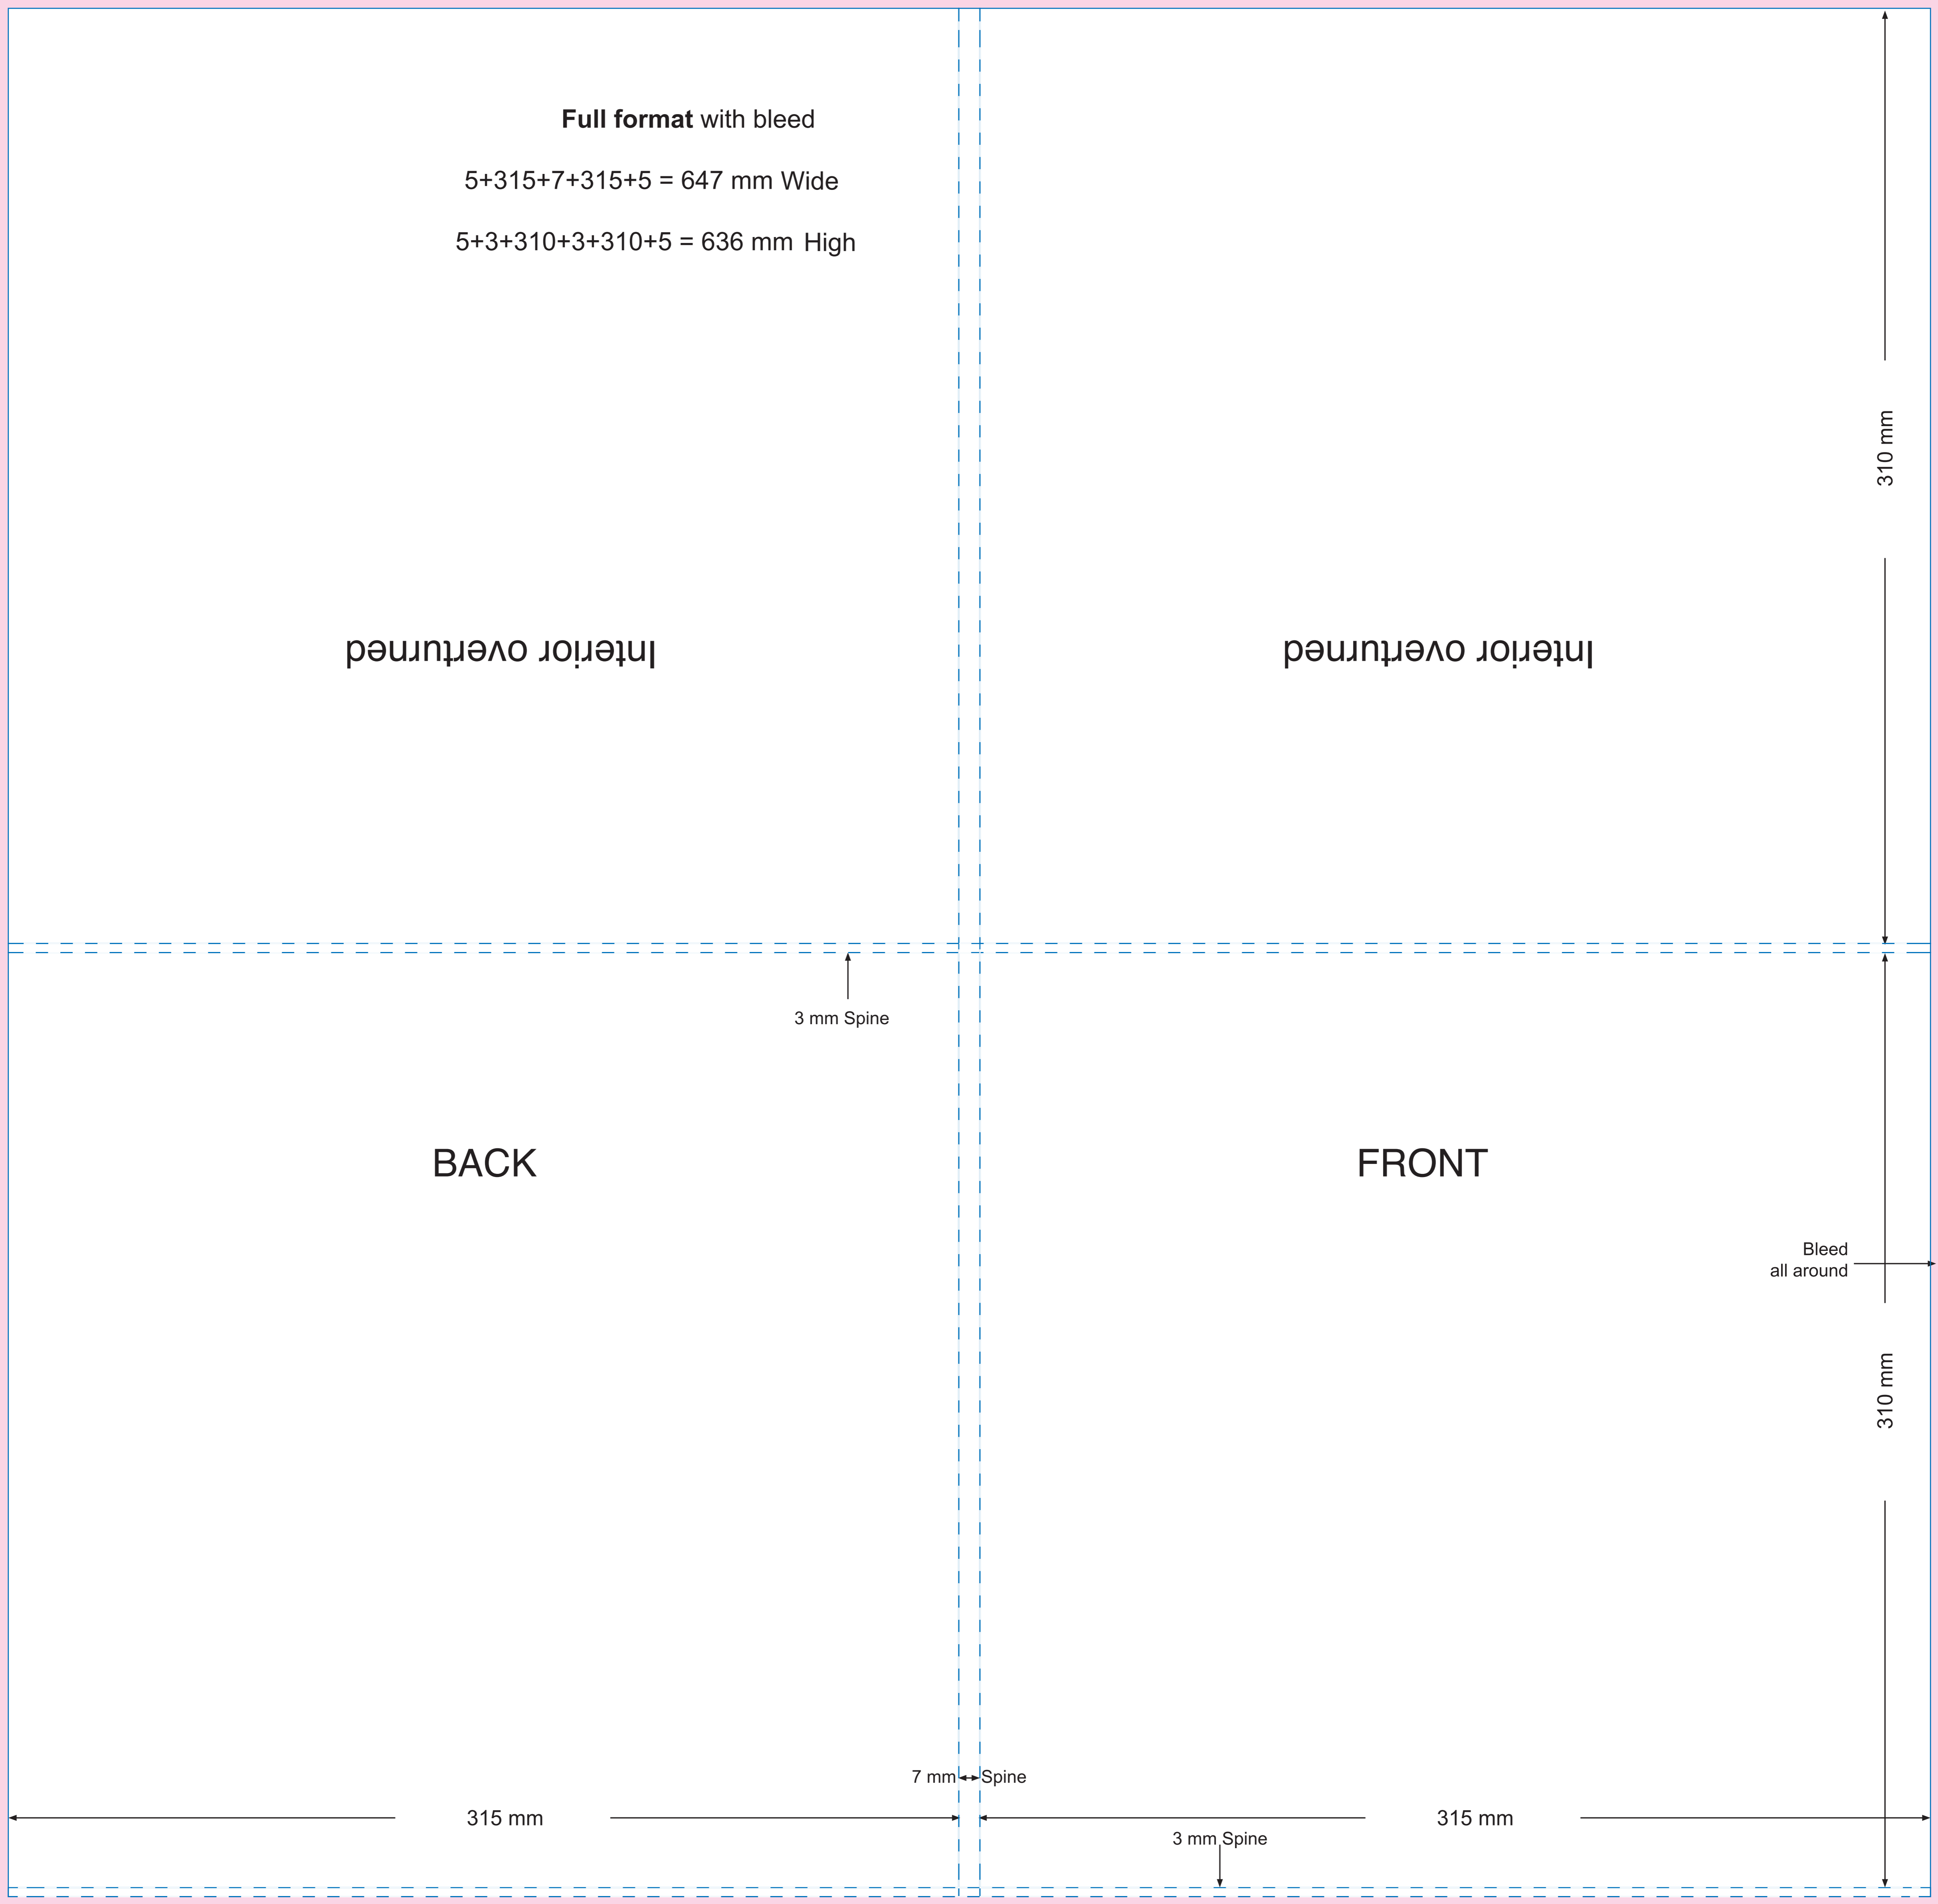 Full format with bleed
5+315+7+315+5 = 647 mm Wide
5+3+310+3+310+5 = 636 mm High
310 mm
Interior overturned
Interior overturned
3 mm Spine
BACK
FRONT
Bleed
all around
310 mm
7 mm Spine
315 mm
315 mm
3 mm Spine